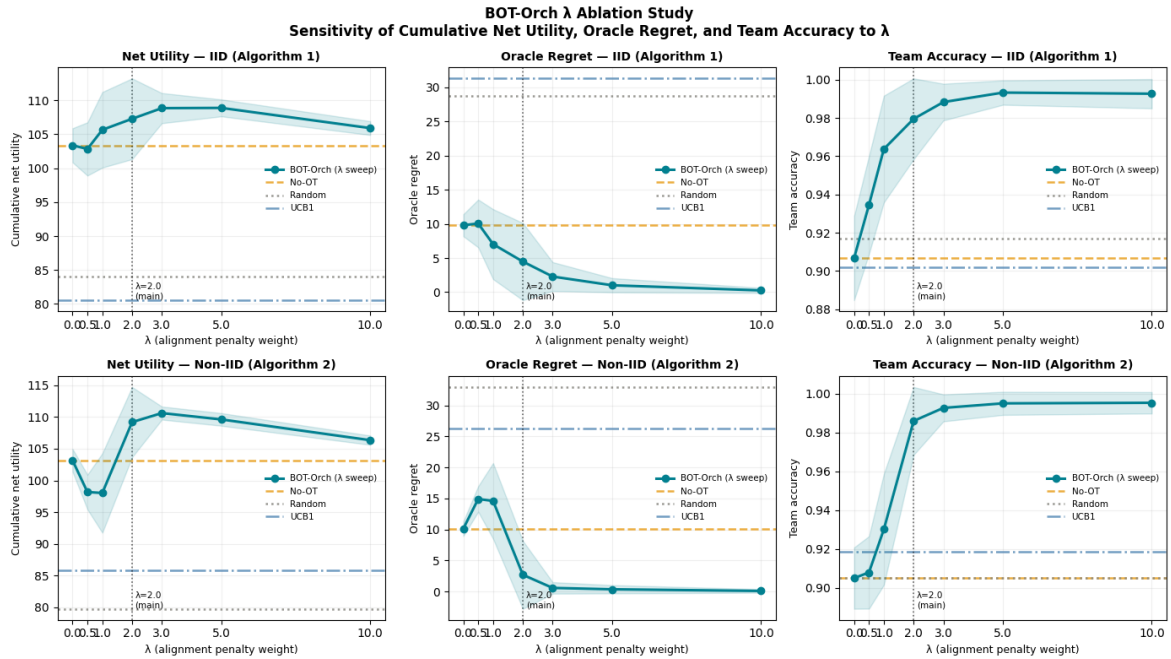 BOT-Orch λ Ablation Study
Sensitivity of Cumulative Net Utility, Oracle Regret, and Team Accuracy to λ
Net Utility — IID (Algorithm 1)
Cumulative net utility
110
105
100
95
90
85
80
BOT-Orch (λ sweep)
No-OT
Random
UCB1
λ=2.0
(main)
0.0 0.5 1.0 2.0 3.0 5.0 10.0
λ (alignment penalty weight)
Oracle Regret — IID (Algorithm 1)
Oracle regret
30
25
20
15
10
5
0
BOT-Orch (λ sweep)
No-OT
Random
UCB1
λ=2.0
(main)
0.0 0.5 1.0 2.0 3.0 5.0 10.0
λ (alignment penalty weight)
Team Accuracy — IID (Algorithm 1)
Team accuracy
1.00
0.98
0.96
0.94
0.92
0.90
0.88
BOT-Orch (λ sweep)
No-OT
Random
UCB1
λ=2.0
(main)
0.0 0.5 1.0 2.0 3.0 5.0 10.0
λ (alignment penalty weight)
Net Utility — Non-IID (Algorithm 2)
Cumulative net utility
115
110
105
100
95
90
85
80
BOT-Orch (λ sweep)
No-OT
Random
UCB1
λ=2.0
(main)
0.0 0.5 1.0 2.0 3.0 5.0 10.0
λ (alignment penalty weight)
Oracle Regret — Non-IID (Algorithm 2)
Oracle regret
30
25
20
15
10
5
0
BOT-Orch (λ sweep)
No-OT
Random
UCB1
λ=2.0
(main)
0.0 0.5 1.0 2.0 3.0 5.0 10.0
λ (alignment penalty weight)
Team Accuracy — Non-IID (Algorithm 2)
Team accuracy
1.00
0.98
0.96
0.94
0.92
0.90
BOT-Orch (λ sweep)
No-OT
Random
UCB1
λ=2.0
(main)
0.0 0.5 1.0 2.0 3.0 5.0 10.0
λ (alignment penalty weight)